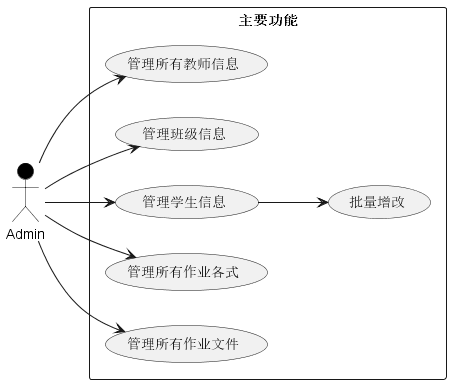 主要功能
管理所有教师信息
管理班级信息
管理学生信息
批量增改
Admin
管理所有作业各式
管理所有作业文件